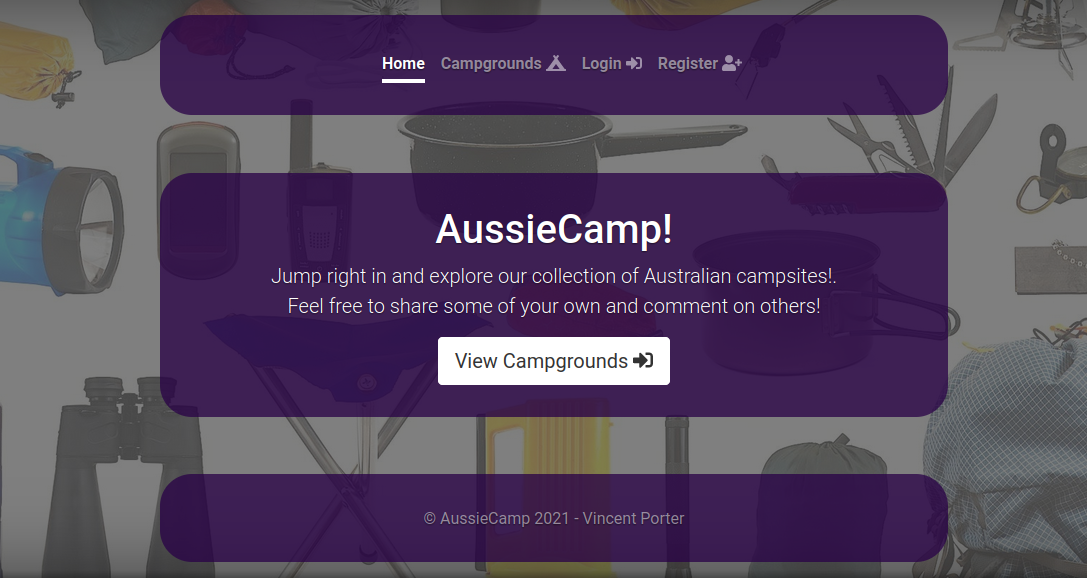 Home Campgrounds Login Register
AussieCamp!
Jump right in and explore our collection of Australian campsites!.
Feel free to share some of your own and comment on others!
View Campgrounds
© AussieCamp 2021 - Vincent Porter